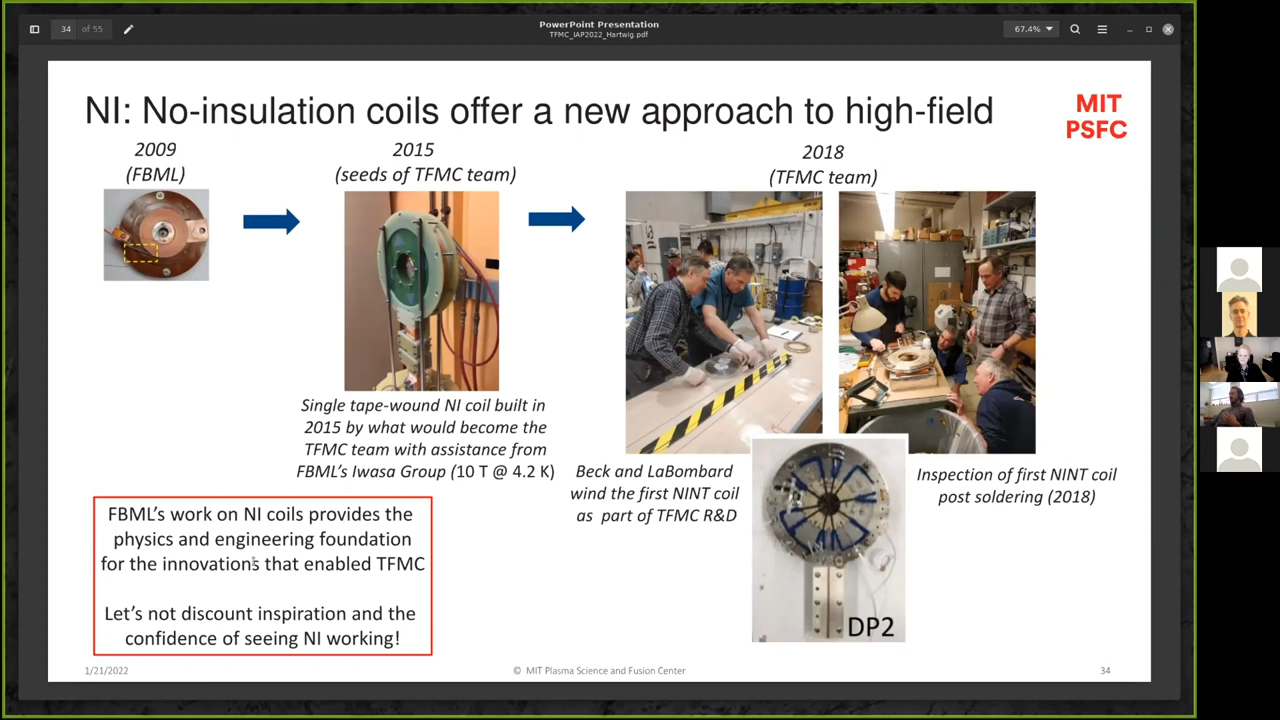 PowerPoint Presentation
TFMC_IAP2022_Hartwig.pdf
34 of 55
67.4%
NI: No-insulation coils offer a new approach to high-field
MIT
PSFC
2009
(FBML)
2015
(seeds of TFMC team)
2018
(TFMC team)
Single tape-wound NI coil built in
2015 by what would become the
TFMC team with assistance from
FBML's Iwasa Group (10 T @ 4.2 K)
Beck and LaBombard
wind the first NINT coil
as part of TFMC R&D
Inspection of first NINT coil
post soldering (2018)
DP2
FBML's work on NI coils provides the
physics and engineering foundation
for the innovations that enabled TFMC
Let's not discount inspiration and the
confidence of seeing NI working!
1/21/2022
© MIT Plasma Science and Fusion Center
34